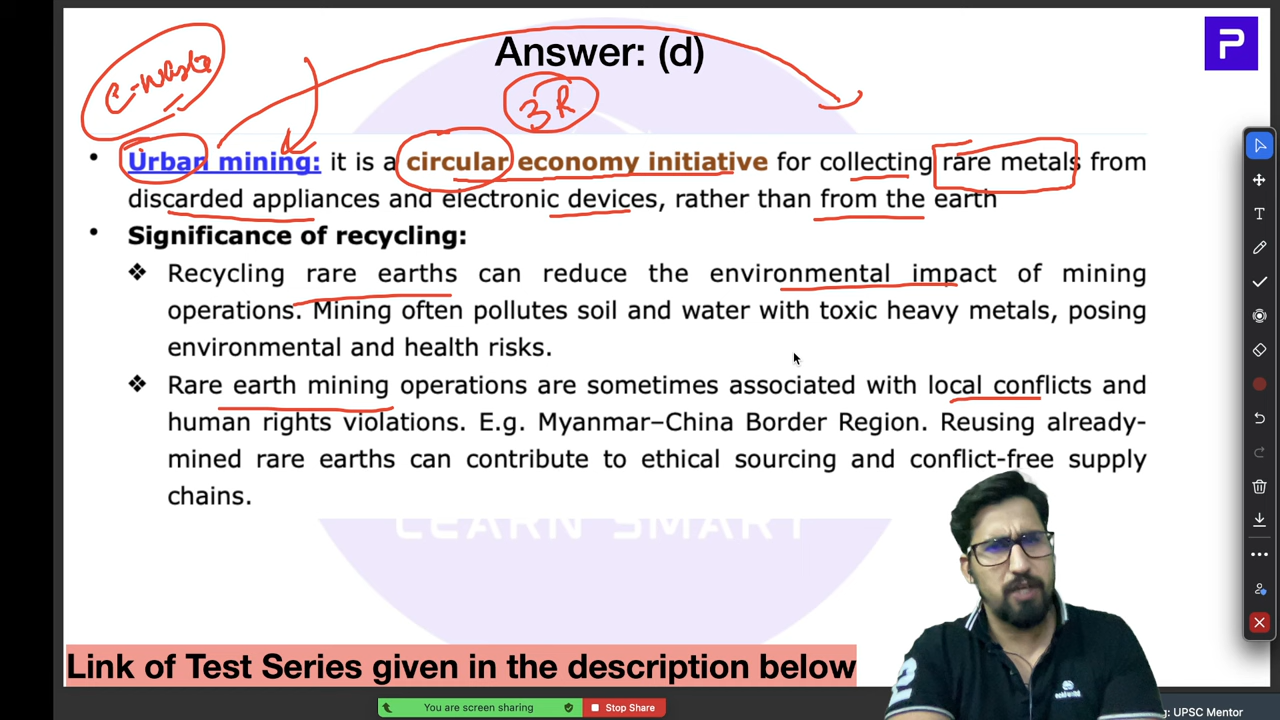 P
Answer: (d)
e-waste
3R
• Urban mining: it is a circular economy initiative for collecting rare metals from
discarded appliances and electronic devices, rather than from the earth
• Significance of recycling:
❖ Recycling rare earths can reduce the environmental impact of mining
operations. Mining often pollutes soil and water with toxic heavy metals, posing
environmental and health risks.
❖ Rare earth mining operations are sometimes associated with local conflicts and
human rights violations. E.g. Myanmar–China Border Region. Reusing already-
mined rare earths can contribute to ethical sourcing and conflict-free supply
chains.
LEARN SMART
Link of Test Series given in the description below
2
You are screen sharing
Stop Share
g: UPSC Mentor